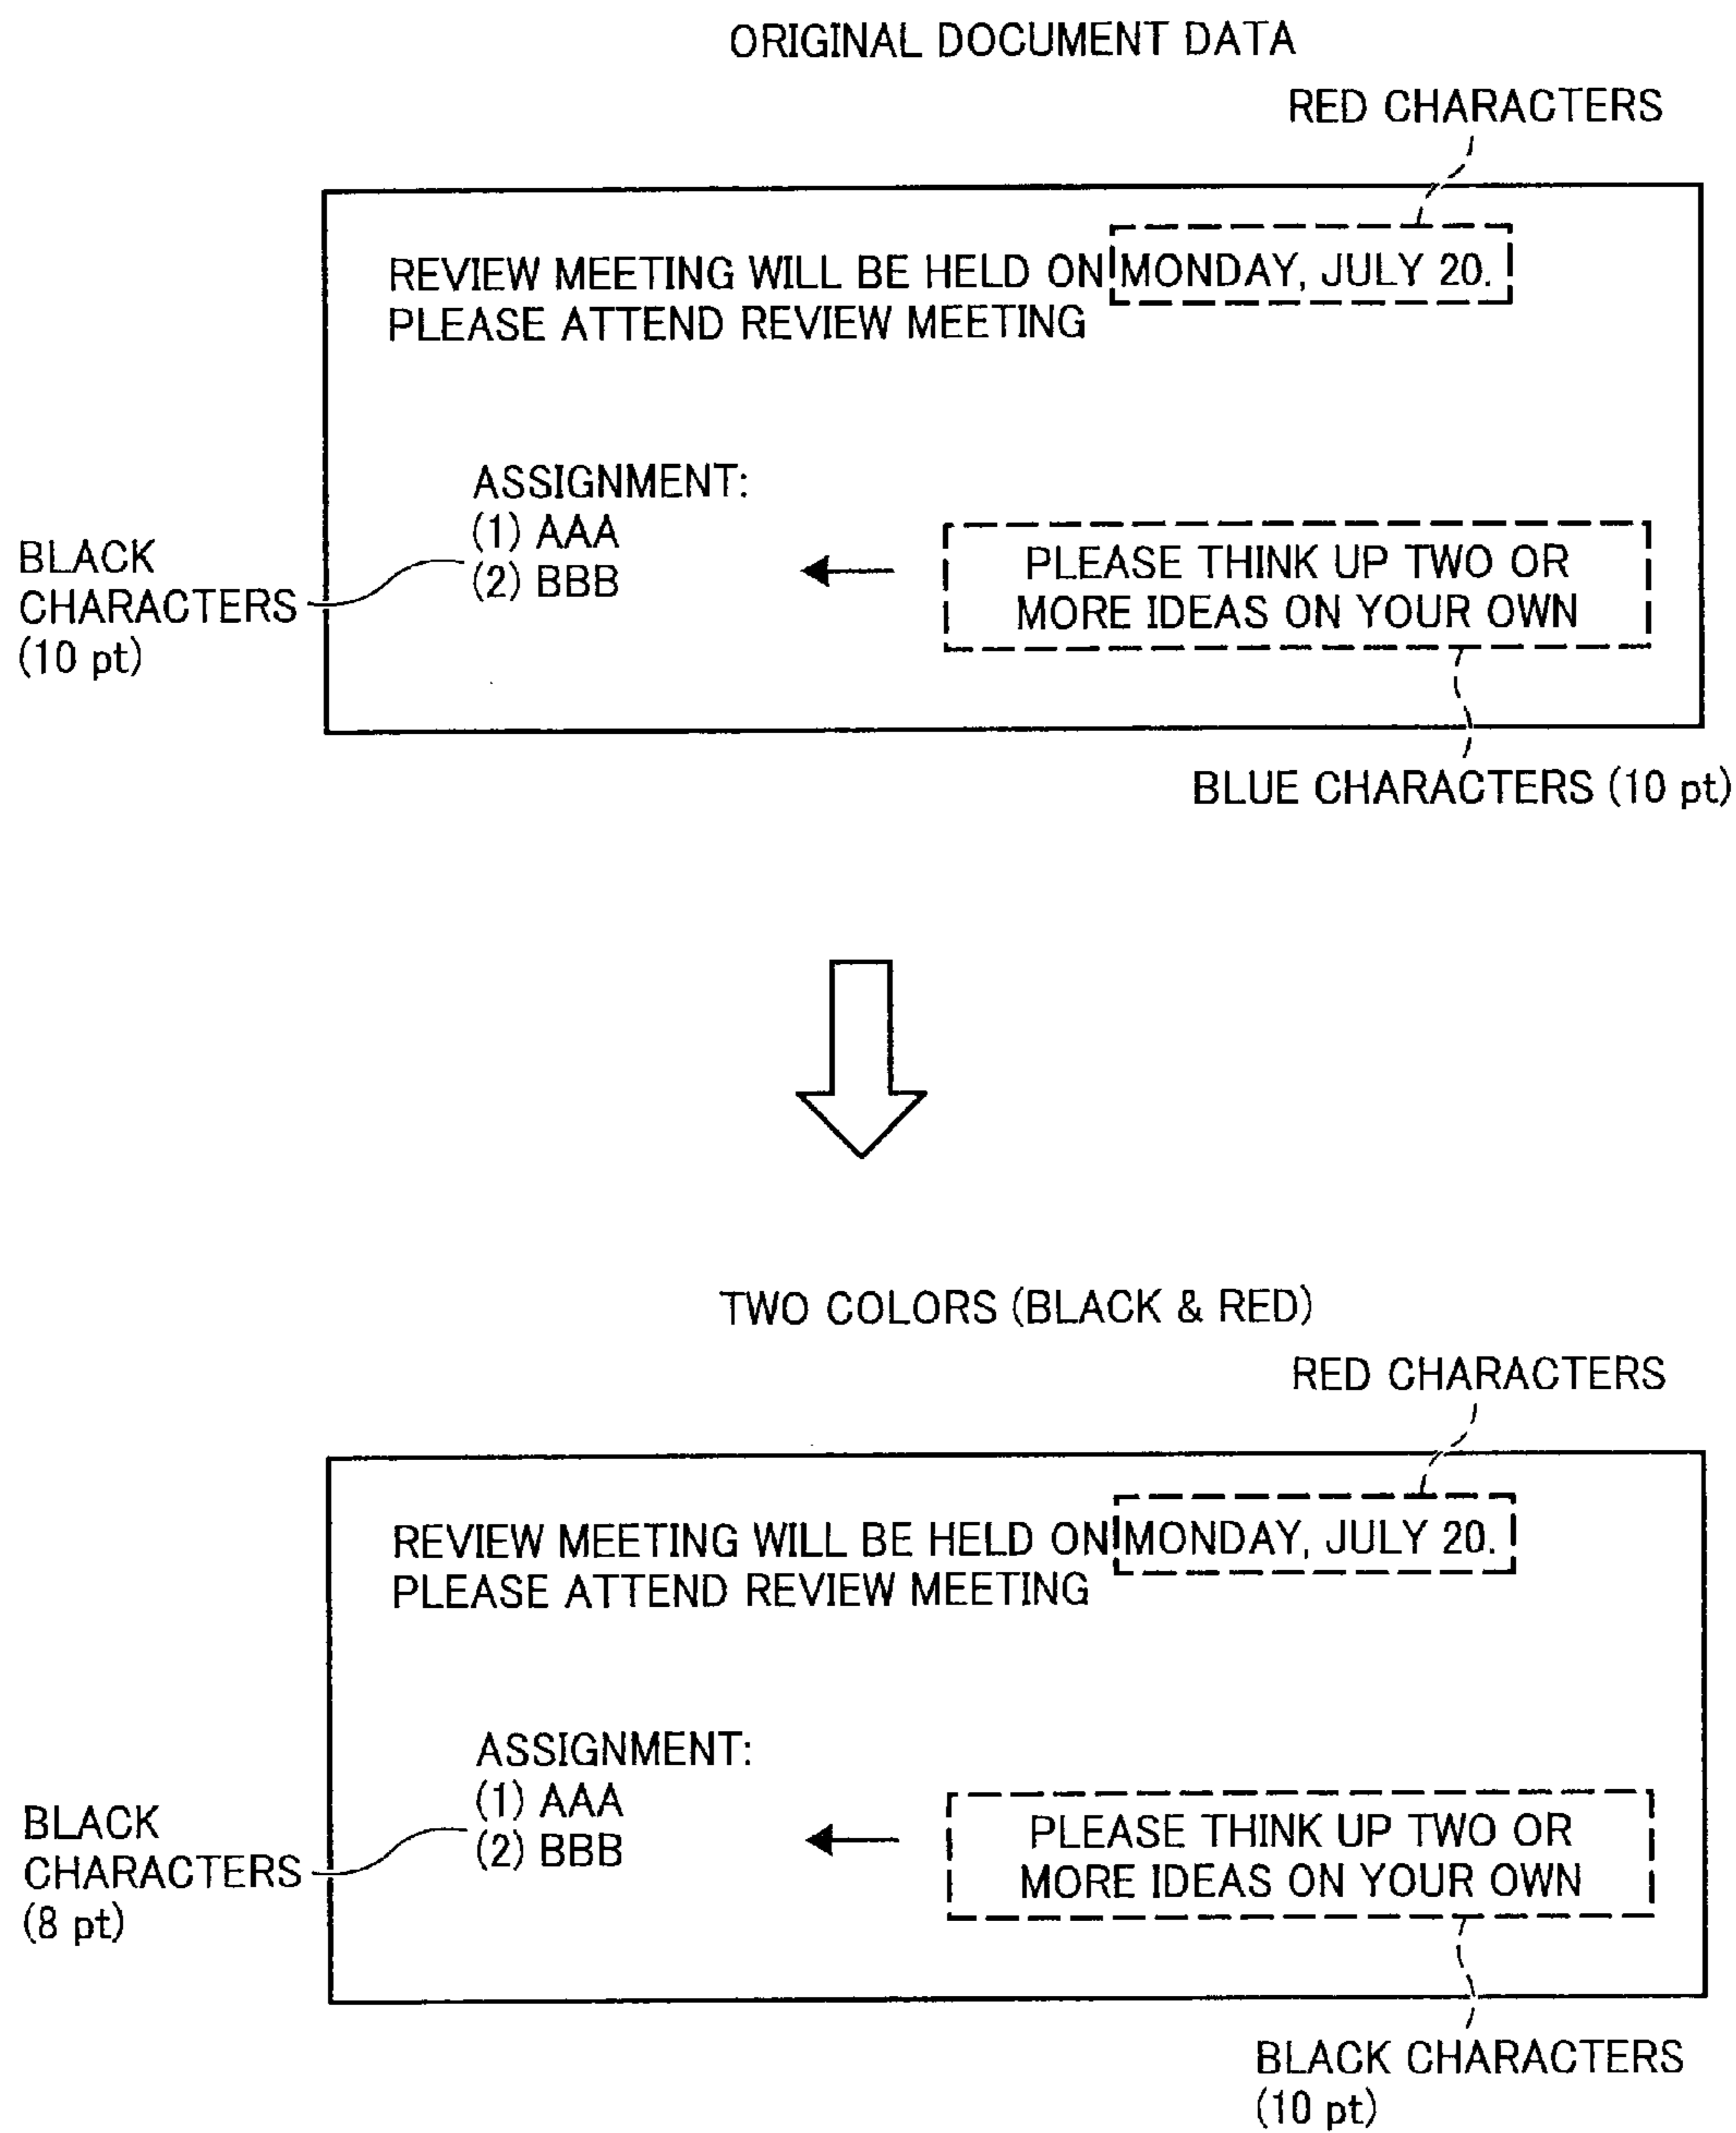 ORIGINAL DOCUMENT DATA
RED CHARACTERS
REVIEW MEETING WILL BE HELD ON MONDAY, JULY 20.
PLEASE ATTEND REVIEW MEETING
ASSIGNMENT:
(1) AAA
(2) BBB
BLACK
CHARACTERS
(10 pt)
PLEASE THINK UP TWO OR
MORE IDEAS ON YOUR OWN
BLUE CHARACTERS (10 pt)
TWO COLORS (BLACK & RED)
RED CHARACTERS
REVIEW MEETING WILL BE HELD ON MONDAY, JULY 20.
PLEASE ATTEND REVIEW MEETING
ASSIGNMENT:
(1) AAA
(2) BBB
BLACK
CHARACTERS
(8 pt)
PLEASE THINK UP TWO OR
MORE IDEAS ON YOUR OWN
BLACK CHARACTERS
(10 pt)